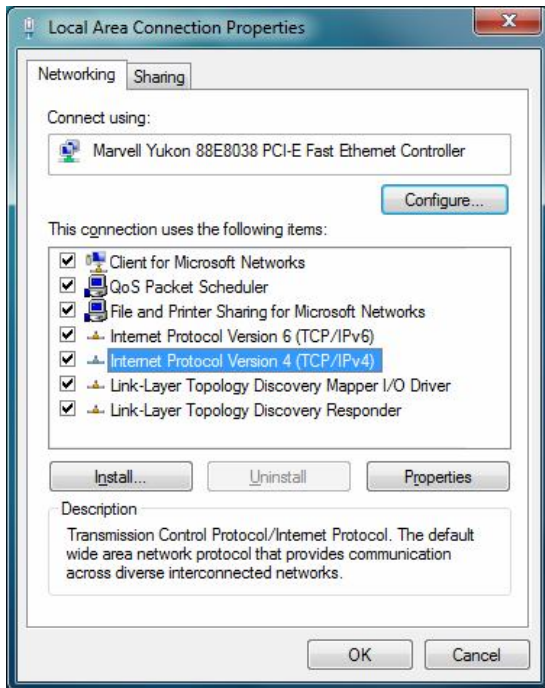 Local Area Connection Properties
Networking
Sharing
Connect using:
Marvell Yukon 88E8038 PCI-E Fast Ethernet Controller
Configure...
This connection uses the following items:
Client for Microsoft Networks
QoS Packet Scheduler
File and Printer Sharing for Microsoft Networks
Internet Protocol Version 6 (TCP/IPv6)
Internet Protocol Version 4 (TCP/IPv4)
Link-Layer Topology Discovery Mapper I/O Driver
Link-Layer Topology Discovery Responder
Install...
Uninstall
Properties
Description
Transmission Control Protocol/Internet Protocol. The default
wide area network protocol that provides communication
across diverse interconnected networks.
OK
Cancel